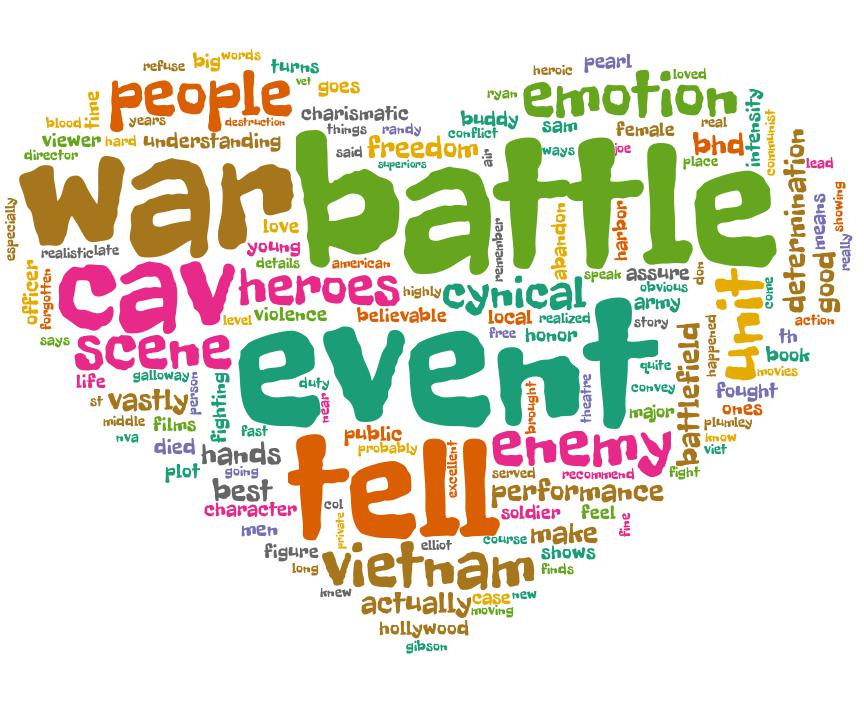 refuse
big
words
turns
heroic
pearl
people
vet
goes
ryan
emotion
loved
blood
time
years
destruction
charismatic
buddy
intensity
viewer
hard
understanding
things
randy
conflict
sam
female
real
communist
director
said
freedom
air
ways
joe
bhd
superiors
place
determination
lead
especially
war
battle
showing
realistic
late
love
young
remember
abandon
harbor
means
really
officer
forgotten
details
american
speak
assure
don
come
good
cav
heroes
highly
cynical
obvious
army
unit
action
level
violence
believable
local
realized
story
says
scene
event
free
honor
happened
th
book
movies
life
galloway
person
duty
near
theatre
quite
convey
battlefield
fought
st
vastly
fighting
brought
major
ones
middle
films
plumley
nva
fast
public
enemy
know
died
hands
tell
probably
excellent
viet
plot
going
served
recommend
fight
best
performance
character
col
soldier
feel
fine
men
private
course
make
figure
elliot
shows
long
vietnam
finds
knew
actually
case
new
moving
hollywood
gibson